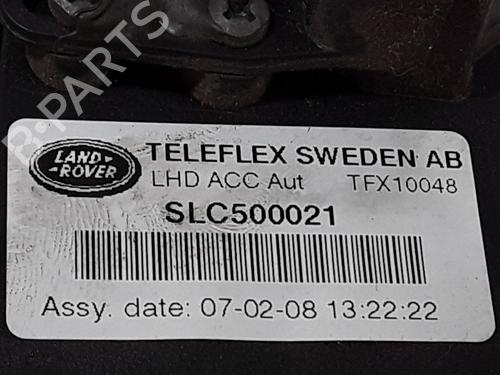 B-PARTS
LAND
ROVER
TELEFLEX SWEDEN AB
LHD ACC Aut TFX10048
SLC500021
Assy. date: 07-02-08 13:22:22